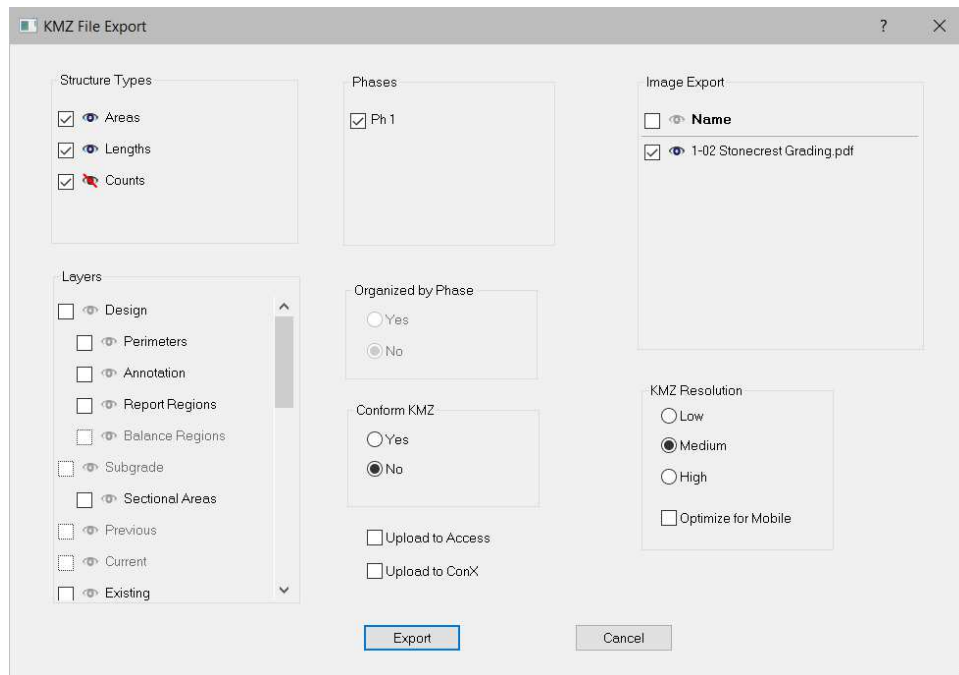 KMZ File Export
?
Structure Types
Areas
Lengths
Counts
Phases
Ph 1
Image Export
Name
1-02 Stonecrest Grading.pdf
Layers
Design
Perimeters
Annotation
Report Regions
Balance Regions
Subgrade
Sectional Areas
Previous
Current
Existing
Organized by Phase
Yes
No
Conform KMZ
Yes
No
Upload to Access
Upload to ConX
KMZ Resolution
Low
Medium
High
Optimize for Mobile
Export
Cancel